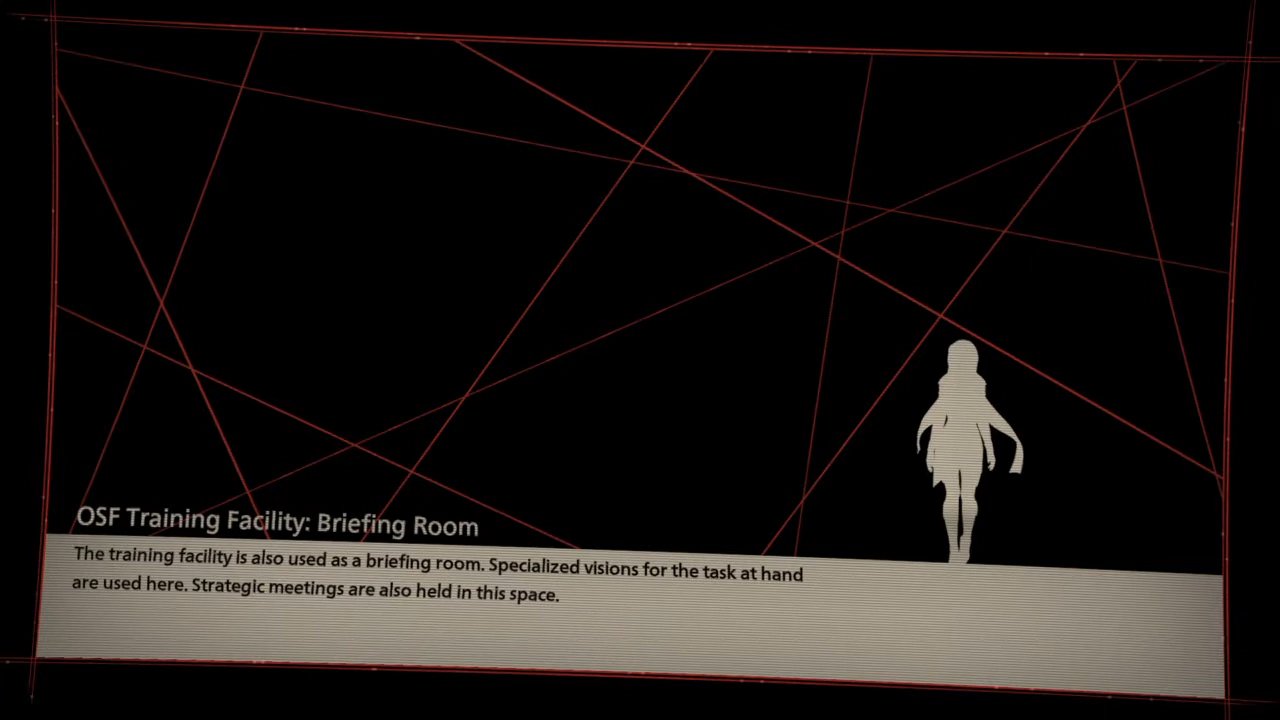 OSF Training Facility: Briefing Room
The training facility is also used as a briefing room. Specialized visions for the task at hand
are used here. Strategic meetings are also held in this space.